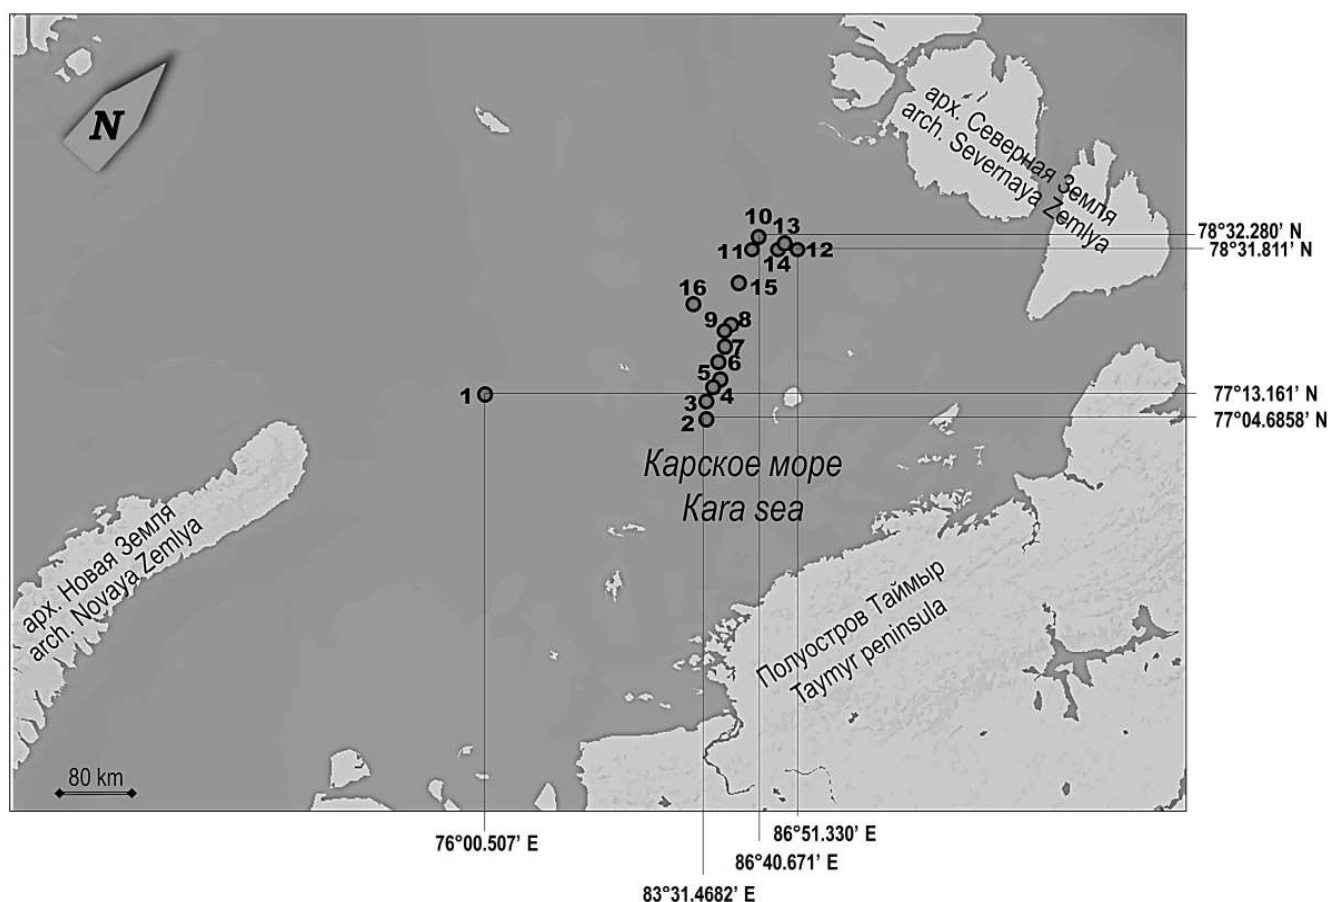 N
арх. Северная Земля
arch. Severnaya Zemlya
10
13
78°32.280' N
11
14
12
78°31.811' N
15
16
9
8
7
6
5
1
4
77°13.161' N
3
2
77°04.6858' N
Карское море
Kara sea
арх. Новая Земля
arch. Novaya Zemlya
Полуостров Таймыр
Taymyr peninsula
80 km
76°00.507' E
86°51.330' E
86°40.671' E
83°31.4682' E